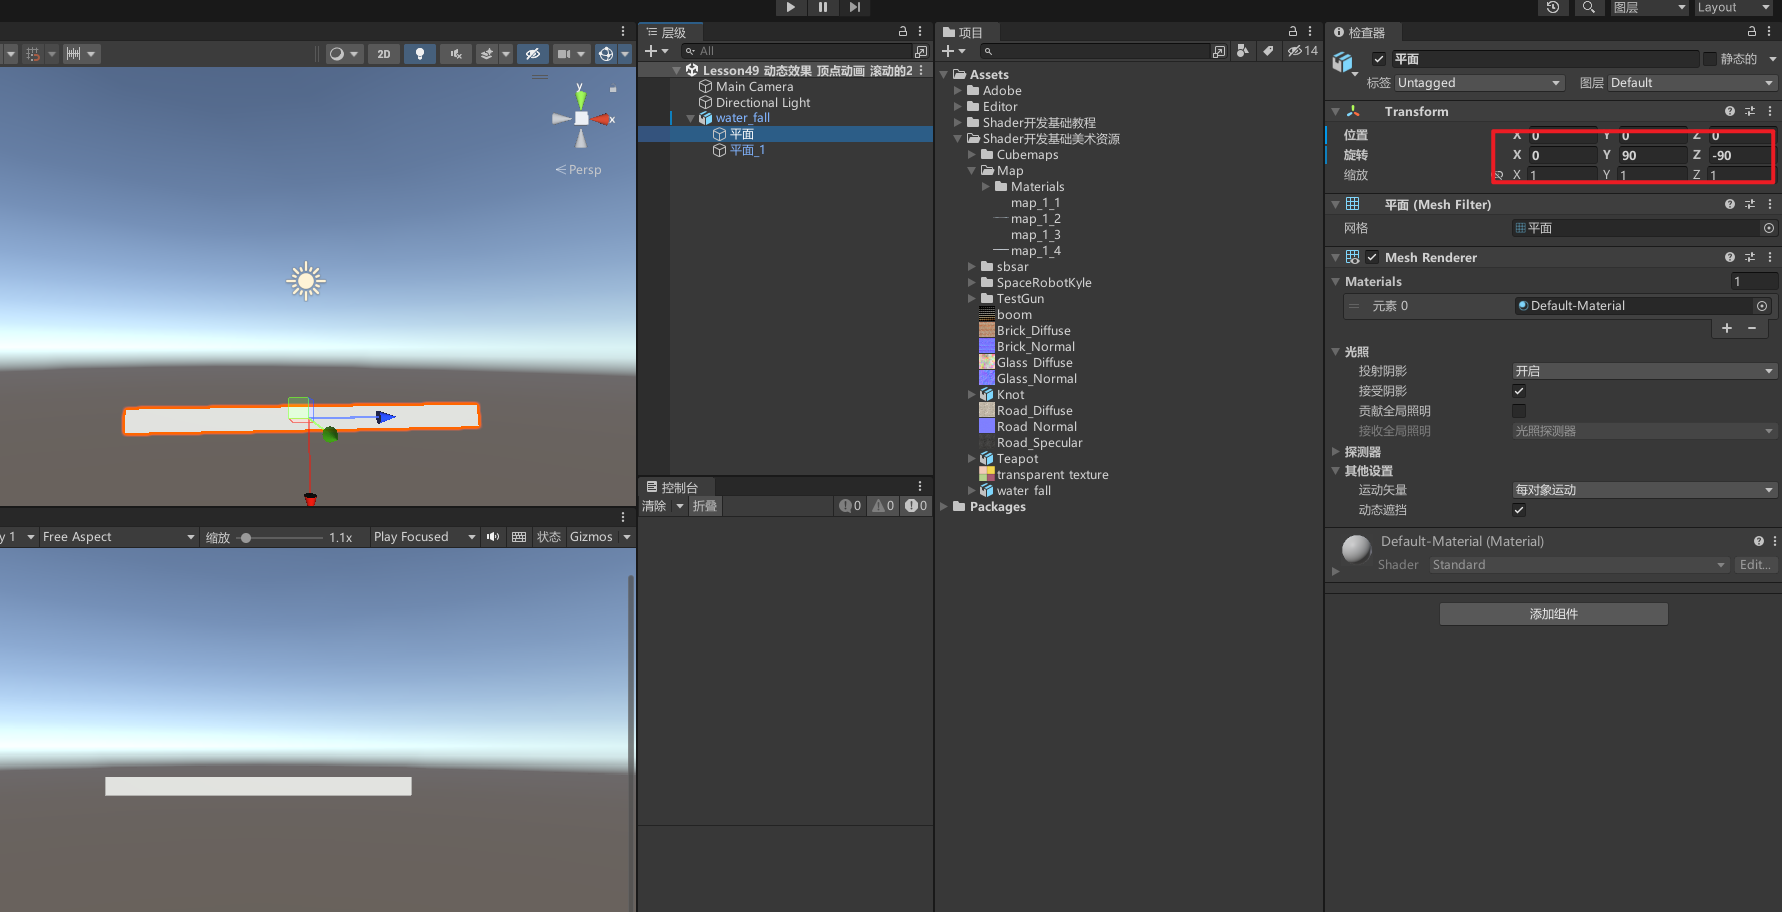 图层
Layout
2D
Persp
y
x
y 1
Free Aspect
缩放
1.1x
Play Focused
状态
Gizmos
层级
All
Lesson49 动态效果 顶点动画 滚动的2
Main Camera
Directional Light
water_fall
平面
平面_1
控制台
清除
折叠
0
0
0
项目
14
Assets
Adobe
Editor
Shader开发基础教程
Shader开发基础美术资源
Cubemaps
Map
Materials
map_1_1
map_1_2
map_1_3
map_1_4
sbsar
SpaceRobotKyle
TestGun
boom
Brick_Diffuse
Brick_Normal
Glass_Diffuse
Glass_Normal
Knot
Road_Diffuse
Road_Normal
Road_Specular
Teapot
transparent texture
water fall
Packages
检查器
平面
静态的
标签 Untagged
图层 Default
Transform
位置 X 0 Y 0 Z 0
旋转 X 0 Y 90 Z -90
缩放 X 1 Y 1 Z 1
平面 (Mesh Filter)
网格 平面
Mesh Renderer
Materials 1
元素 0 Default-Material
光照
投射阴影 开启
接受阴影
贡献全局照明
接收全局照明 光照探测器
探测器
其他设置
运动矢量 每对象运动
动态遮挡
Default-Material (Material)
Shader Standard Edit...
添加组件